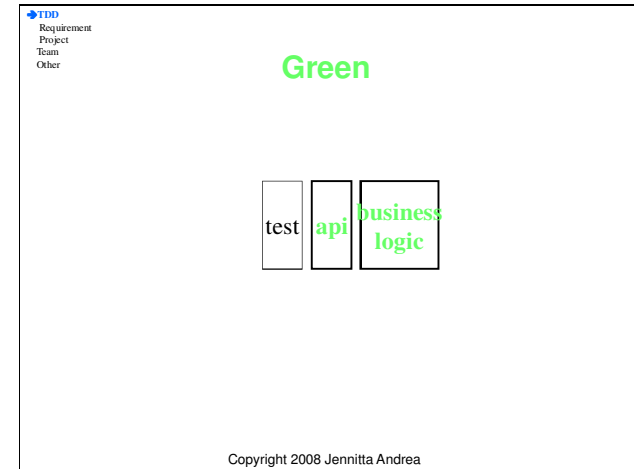 TDD
Requirement
Project
Team
Other
Green
test
api
business
logic
Copyright 2008 Jennitta Andrea